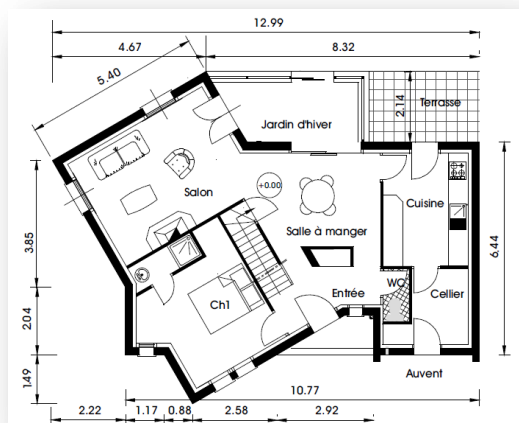 12.99
4.67
8.32
5.40
2.14
Terrasse
Jardin d'hiver
+0.00
Salon
Cuisine
Salle à manger
3.85
6.44
Entrée
WC
Cellier
Ch1
2.04
1.49
Auvent
10.77
2.22
1.17
0.88
2.58
2.92